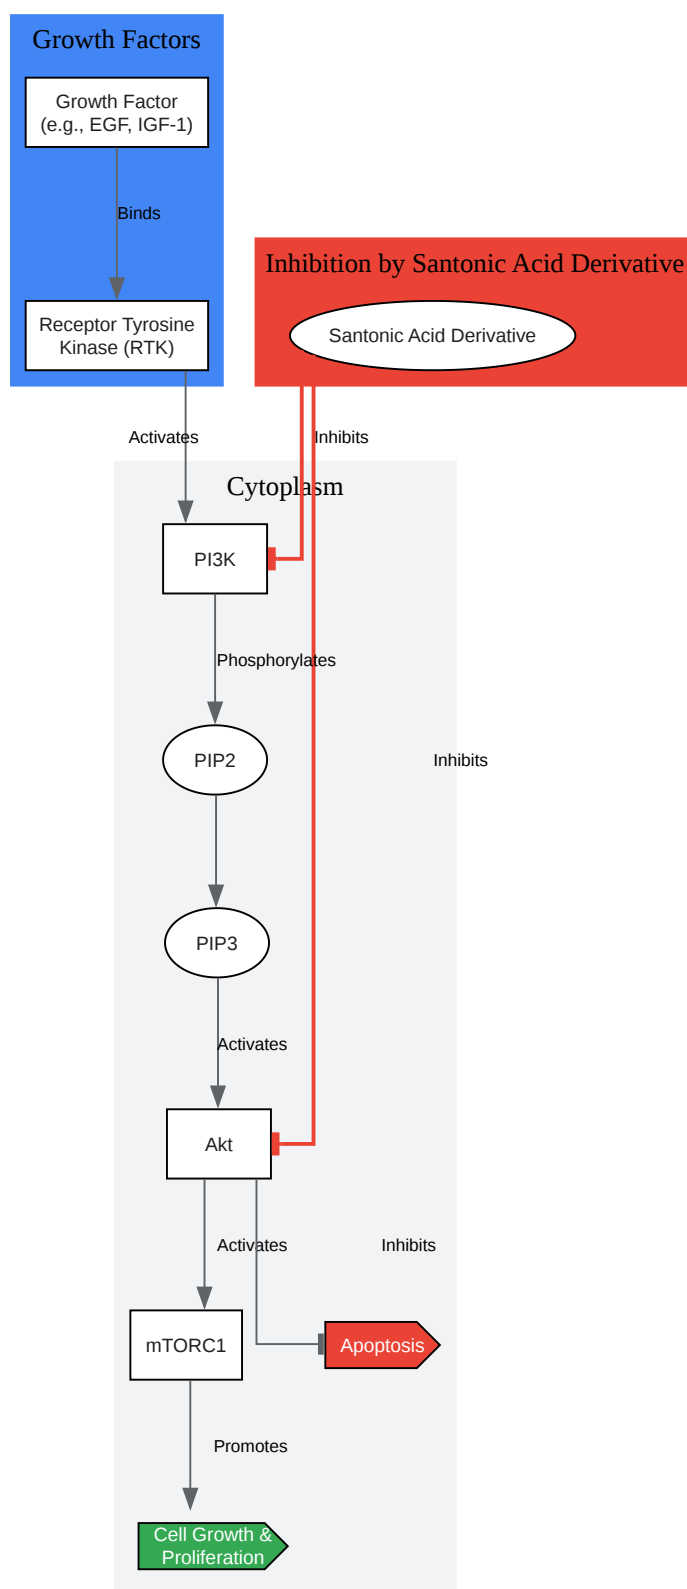 Growth Factors
Growth Factor
(e.g., EGF, IGF-1)
Binds
Inhibition by Santonic Acid Derivative
Receptor Tyrosine
Kinase (RTK)
Santonic Acid Derivative
Activates
Inhibits
Cytoplasm
PI3K
Phosphorylates
PIP2
Inhibits
PIP3
Activates
Akt
Activates
Inhibits
mTORC1
Apoptosis
Promotes
Cell Growth &
Proliferation